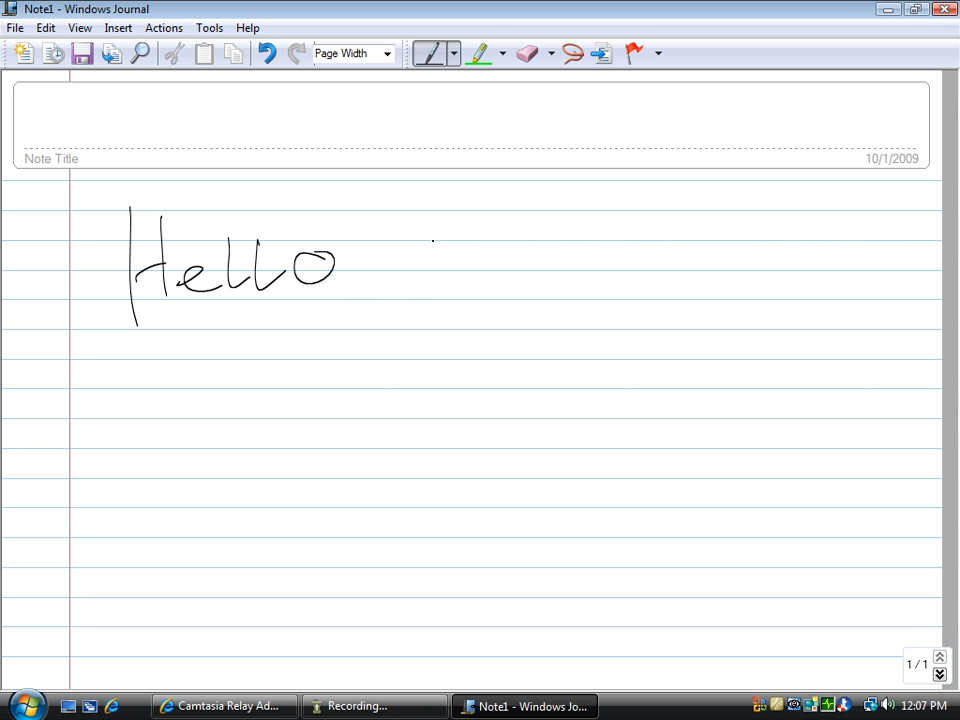 Note1 - Windows Journal
File Edit View Insert Actions Tools Help
Page Width
Note Title 10/1/2009
Hello
1 / 1
Camtasia Relay Ad... Recording... Note1 - Windows Jo... 12:07 PM